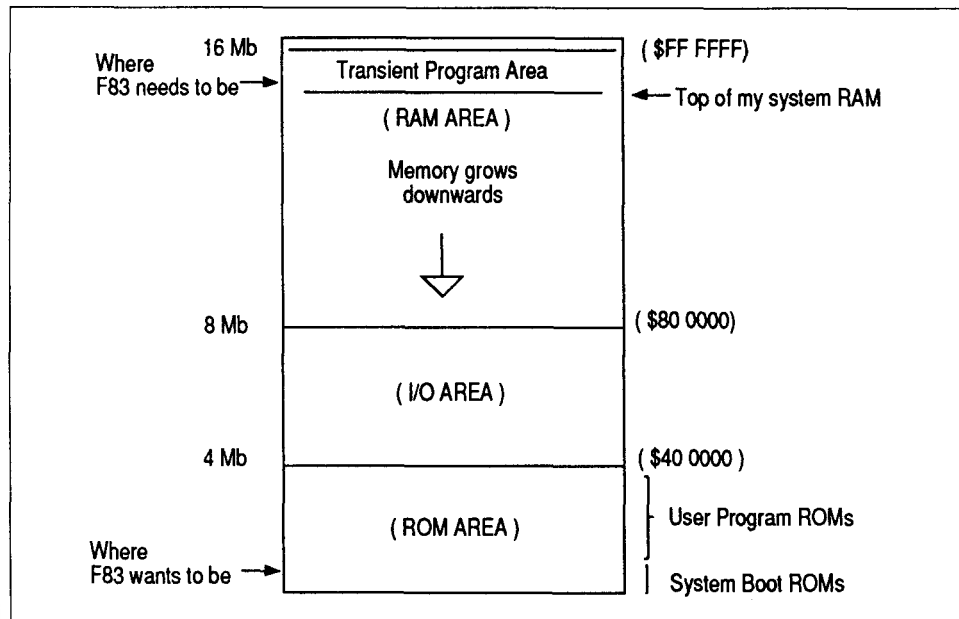 16 Mb
( $FF FFFF)
Where
F83 needs to be
Transient Program Area
Top of my system RAM
( RAM AREA )
Memory grows
downwards
8 Mb
( $80 0000)
( I/O AREA )
4 Mb
( $40 0000 )
( ROM AREA )
User Program ROMs
Where
F83 wants to be
System Boot ROMs